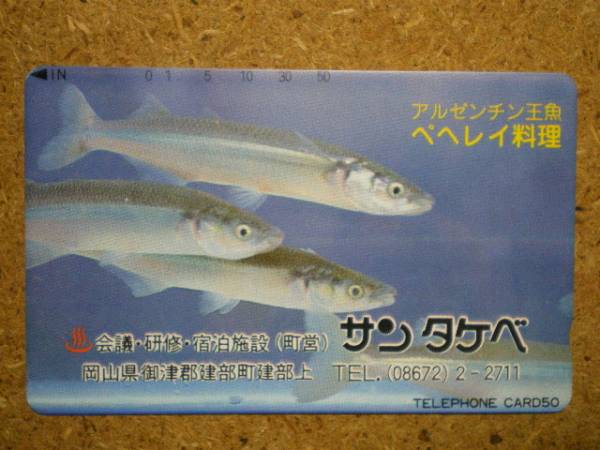 ◀IN 0 1 5 10 30 50
アルゼンチン王魚
ペヘレイ料理
♨会議・研修・宿泊施設(町営) サンタケベ
岡山県御津郡建部町建部上 TEL.(08672)2-2711
TELEPHONE CARD50